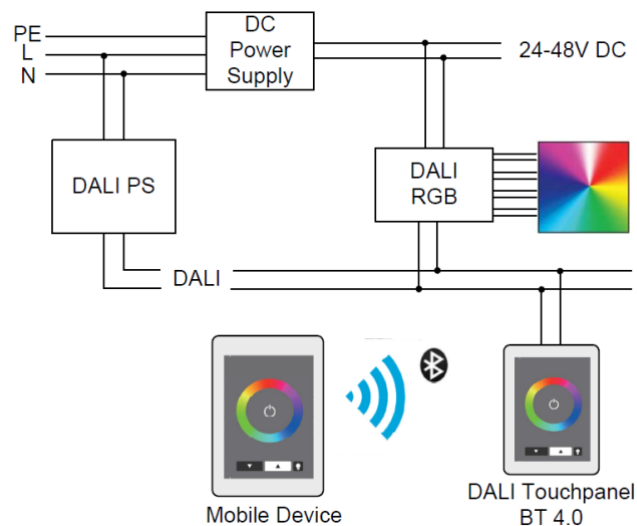 PE
L
N
DC
Power
Supply
24-48V DC
DALI PS
DALI
RGB
DALI
Mobile Device
DALI Touchpanel
BT 4.0